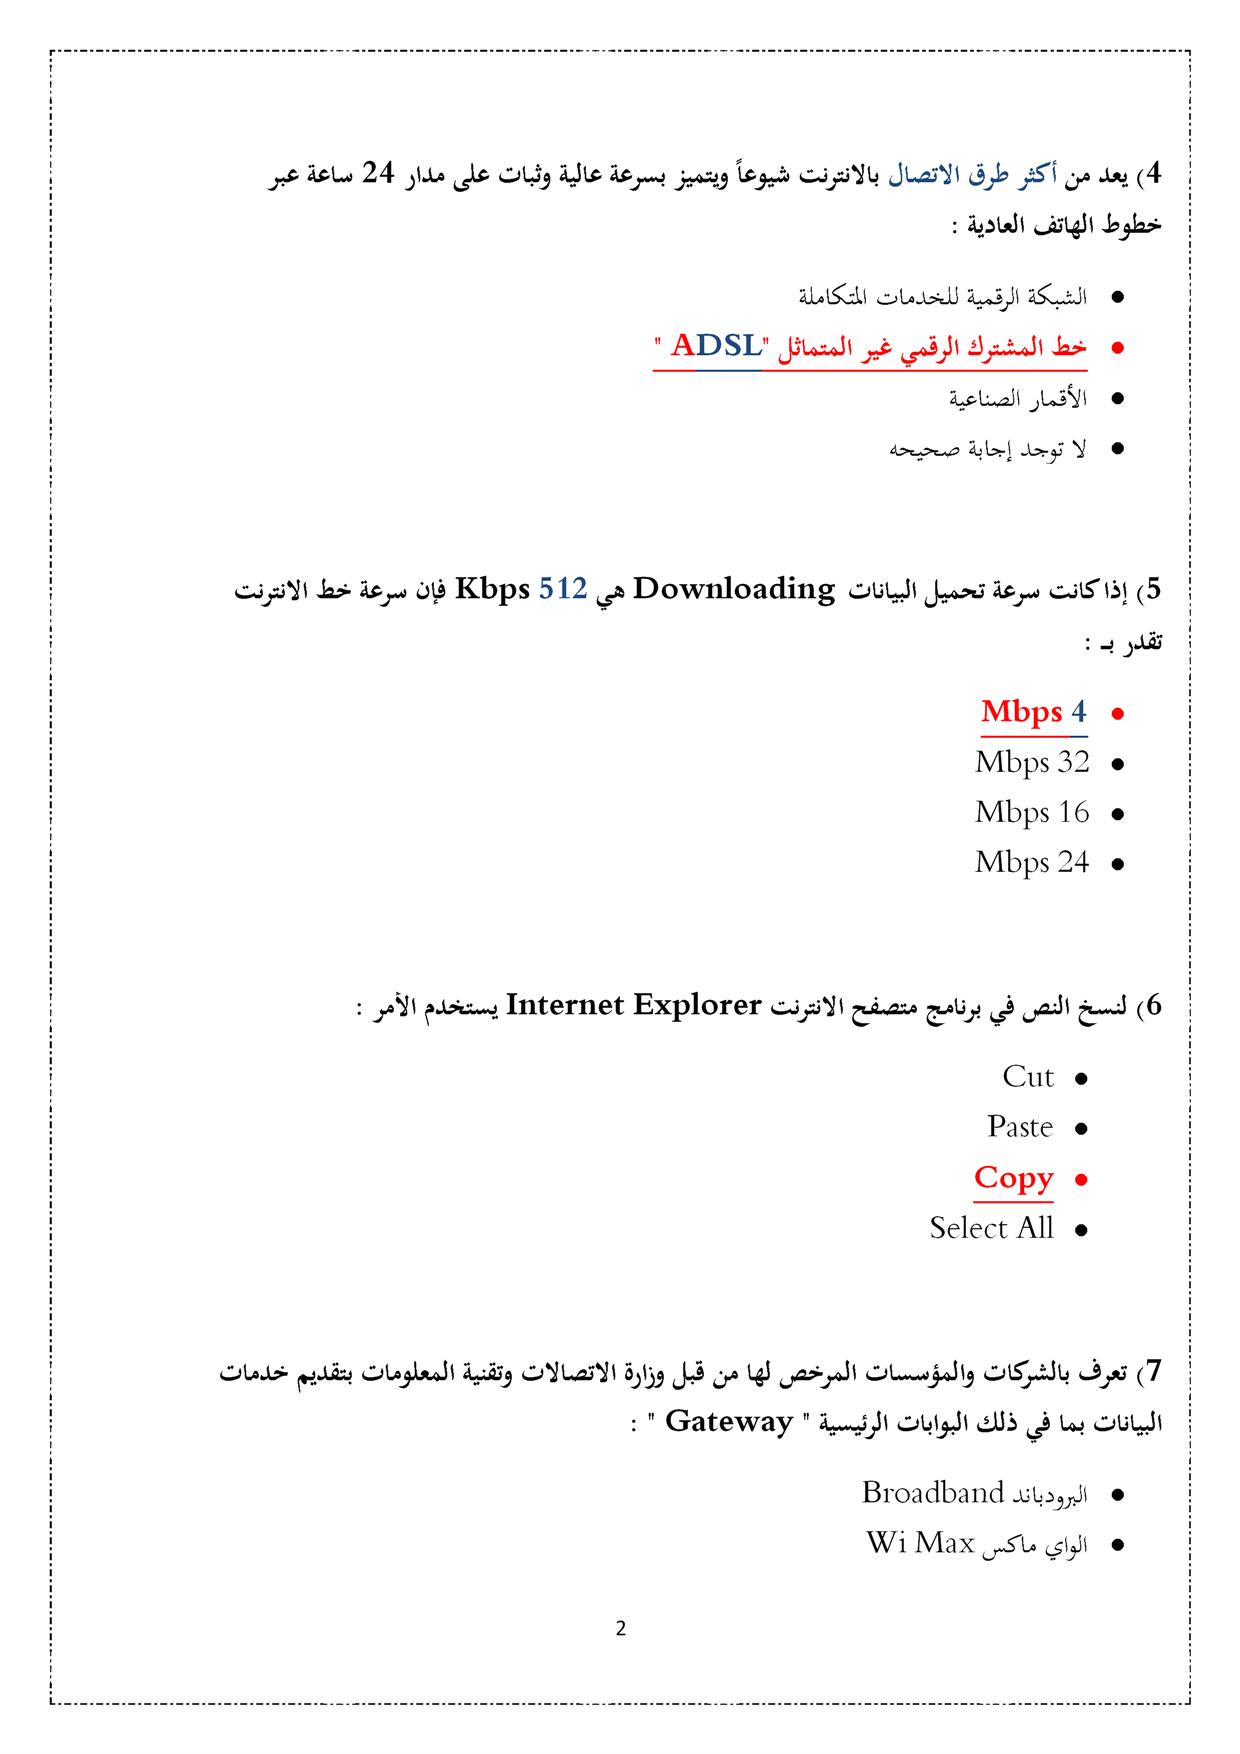 4) يعد من أكثر طرق الاتصال بالانترنت شيوعاً ويتميز بسرعة عالية وثبات على مدار 24 ساعة عبر
خطوط الهاتف العادية :
● الشبكة الرقمية للخدمات المتكاملة
● خط المشترك الرقمي غير المتماثل "ADSL "
● الأقمار الصناعية
● لا توجد إجابة صحيحه
5) إذا كانت سرعة تحميل البيانات Downloading هي 512 Kbps فإن سرعة خط الانترنت
تقدر بـ :
● 4 Mbps
● Mbps 32
● Mbps 16
● Mbps 24
6) لنسخ النص في برنامج متصفح الانترنت Internet Explorer يستخدم الأمر :
● Cut
● Paste
● Copy
● Select All
7) تعرف بالشركات والمؤسسات المرخص لها من قبل وزارة الاتصالات وتقنية المعلومات بتقديم خدمات
البيانات بما في ذلك البوابات الرئيسية " Gateway " :
● البرودباند Broadband
● الواي ماكس Wi Max
2